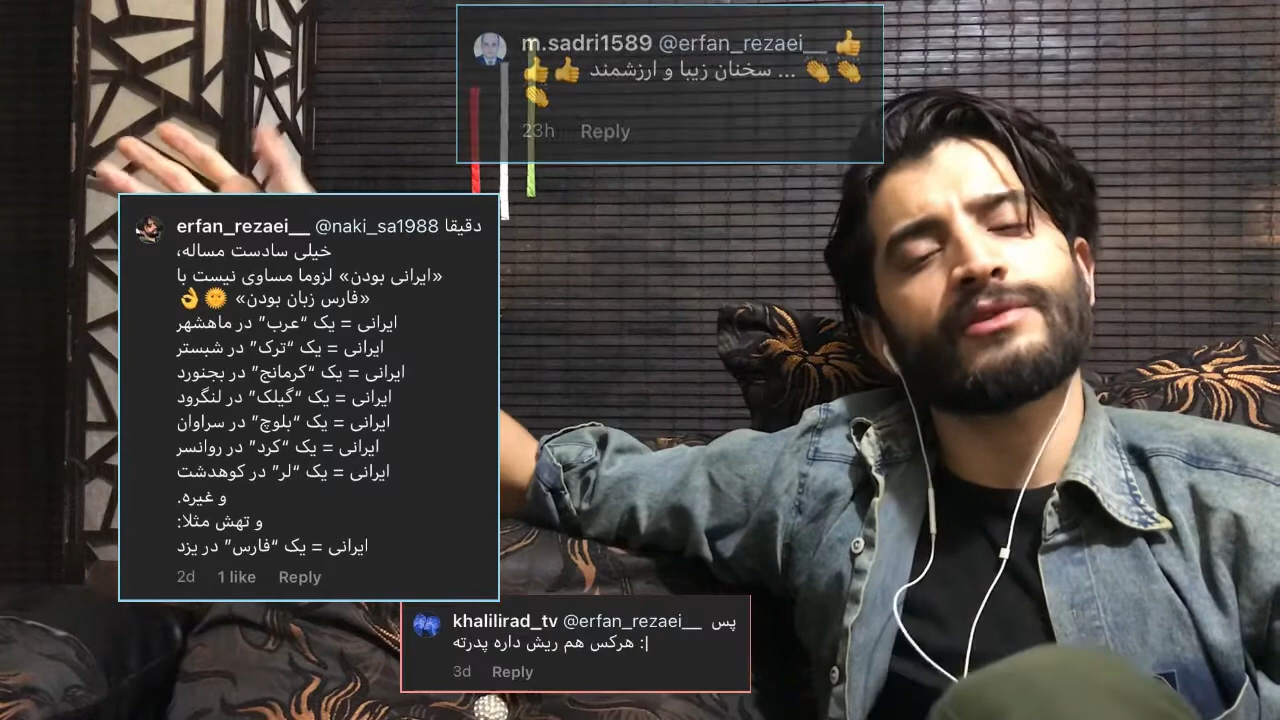 m.sadri1589 @erfan_rezaei__ 👍
👍👍 سخنان زیبا و ارزشمند ... 👏👏
👏
23h Reply
erfan_rezaei__ @naki_sa1988 دقیقا
خیلی سادست مساله،
«ایرانی بودن» لزوما مساوی نیست با
«فارس زبان بودن» 🌞👌
ایرانی = یک “عرب” در ماهشهر
ایرانی = یک “ترک” در شبستر
ایرانی = یک “کرمانج” در بجنورد
ایرانی = یک “گیلک” در لنگرود
ایرانی = یک “بلوچ” در سراوان
ایرانی = یک “کرد” در روانسر
ایرانی = یک “لر” در کوهدشت
و غیره.
و تهش مثلا:
ایرانی = یک “فارس” در یزد
2d 1 like Reply
khalilirad_tv @erfan_rezaei__ پس
هرکس هم ریش داره پدرته :|
3d Reply